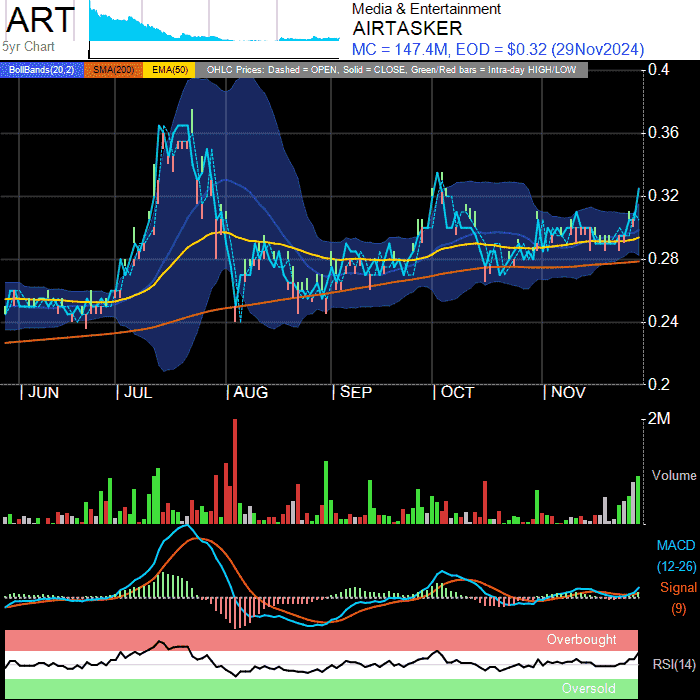 ART
5yr Chart
Media & Entertainment
AIRTASKER
MC = 147.4M, EOD = $0.32 (29Nov2024)
BollBands(20,2) SMA(200) EMA(50) OHLC Prices: Dashed = OPEN, Solid = CLOSE, Green/Red bars = Intra-day HIGH/LOW
0.4
0.36
0.32
0.28
0.24
0.2
| JUN | JUL | AUG | SEP | OCT | NOV
2M
Volume
MACD
(12-26)
Signal
(9)
Overbought
RSI(14)
Oversold